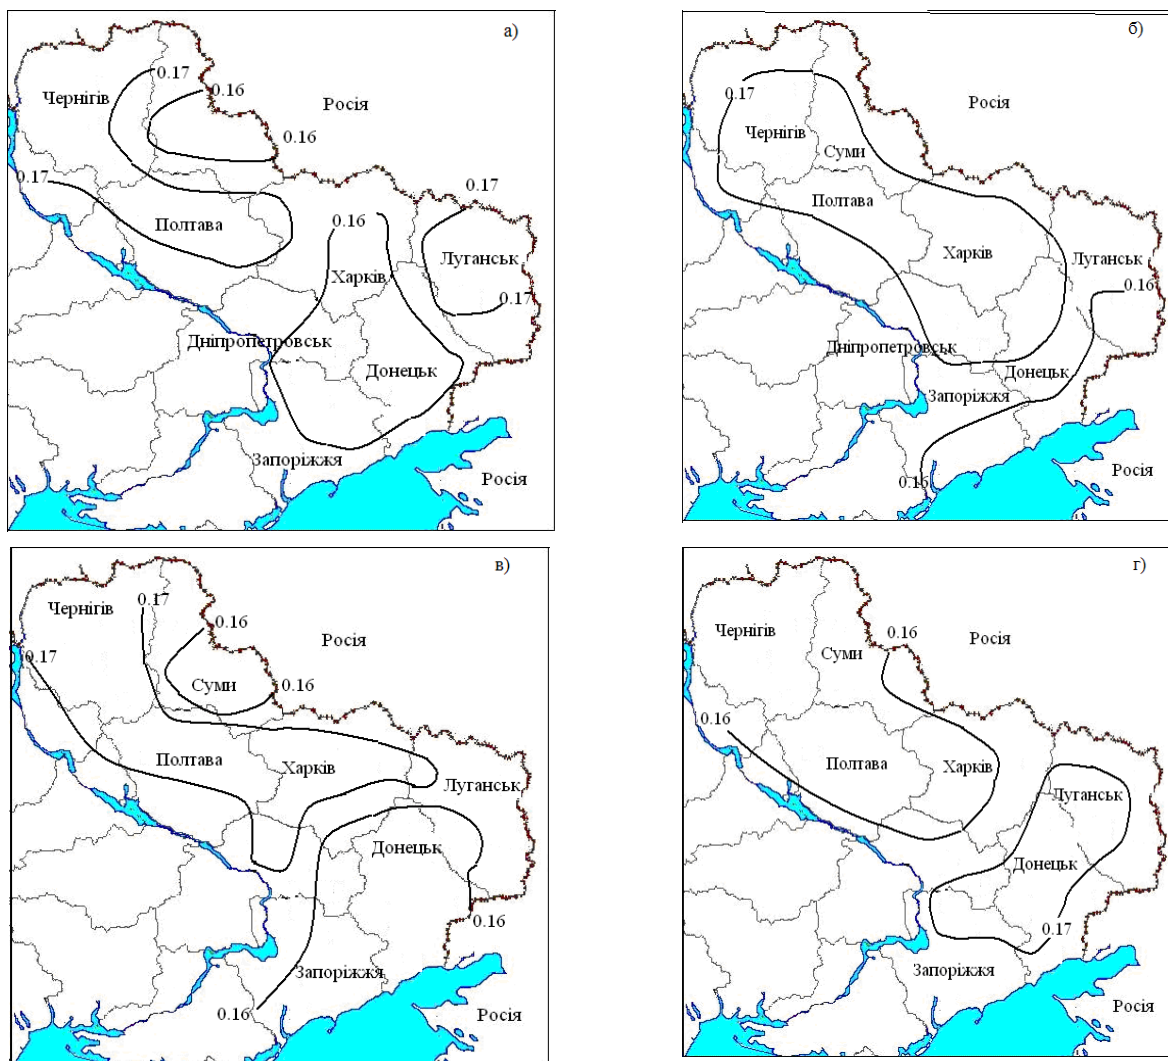 а)
0.17
0.16
Чернігів
Росія
0.16
0.17
0.17
0.16
Полтава
Харків
Луганськ
0.17
Дніпропетровськ
Донецьк
Запоріжжя
Росія
б)
0.17
Росія
Чернігів
Суми
Полтава
Харків
Луганськ
0.16
Дніпропетровськ
Донецьк
Запоріжжя
0.16
Росія
в)
0.17
Чернігів
0.16
Росія
0.17
Суми
0.16
Полтава
Харків
Луганськ
Донецьк
0.16
Запоріжжя
0.16
Росія
г)
Чернігів
0.16
Росія
Суми
0.16
Полтава
Харків
Луганськ
Донецьк
0.17
Запоріжжя
Росія